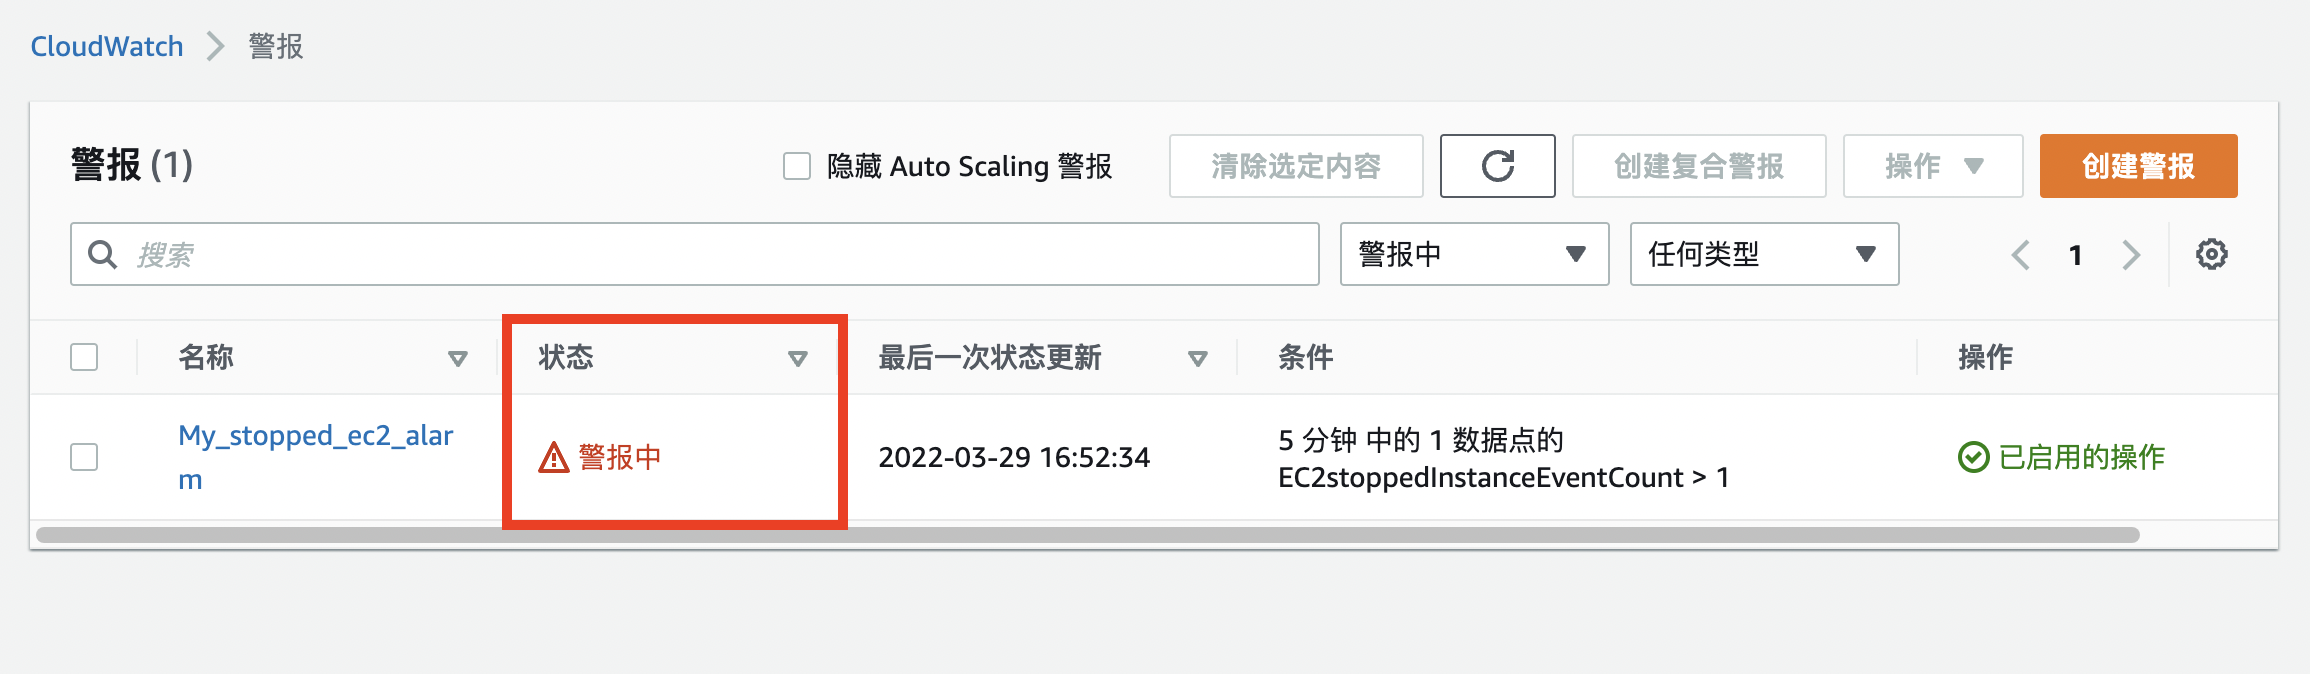 CloudWatch > 警报
警报 (1)
隐藏 Auto Scaling 警报
清除选定内容
创建复合警报
操作
创建警报
搜索
警报中
任何类型
1
名称 状态 最后一次状态更新 条件 操作
My_stopped_ec2_alar
m
警报中
2022-03-29 16:52:34
5 分钟 中的 1 数据点的
EC2stoppedInstanceEventCount > 1
已启用的操作